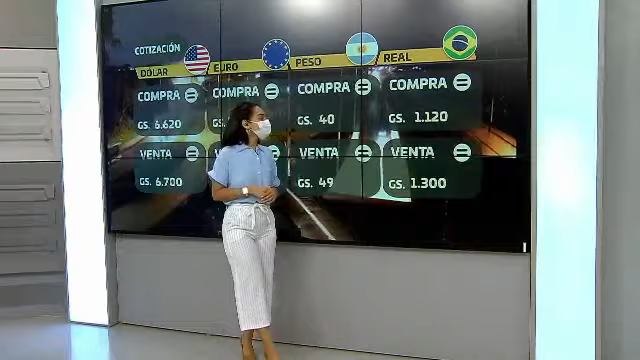 COTIZACIÓN
DÓLAR EURO PESO REAL
COMPRA COMPRA COMPRA COMPRA
GS. 6.620 GS. 40 GS. 1.120
VENTA VENTA VENTA
GS. 6.700 GS. 49 GS. 1.300